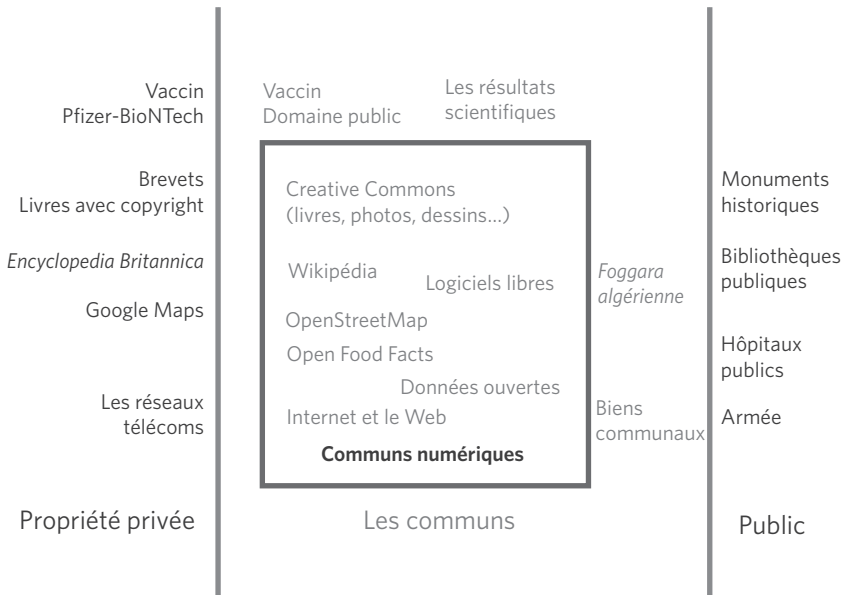 Vaccin
Pfizer-BioNTech
Brevets
Livres avec copyright
Encyclopedia Britannica
Google Maps
Les réseaux
télécoms
Propriété privée
Vaccin
Domaine public
Les résultats
scientifiques
Creative Commons
(livres, photos, dessins…)
Wikipédia
Logiciels libres
OpenStreetMap
Open Food Facts
Données ouvertes
Internet et le Web
Communs numériques
Foggara
algérienne
Biens
communaux
Les communs
Monuments
historiques
Bibliothèques
publiques
Hôpitaux
publics
Armée
Public